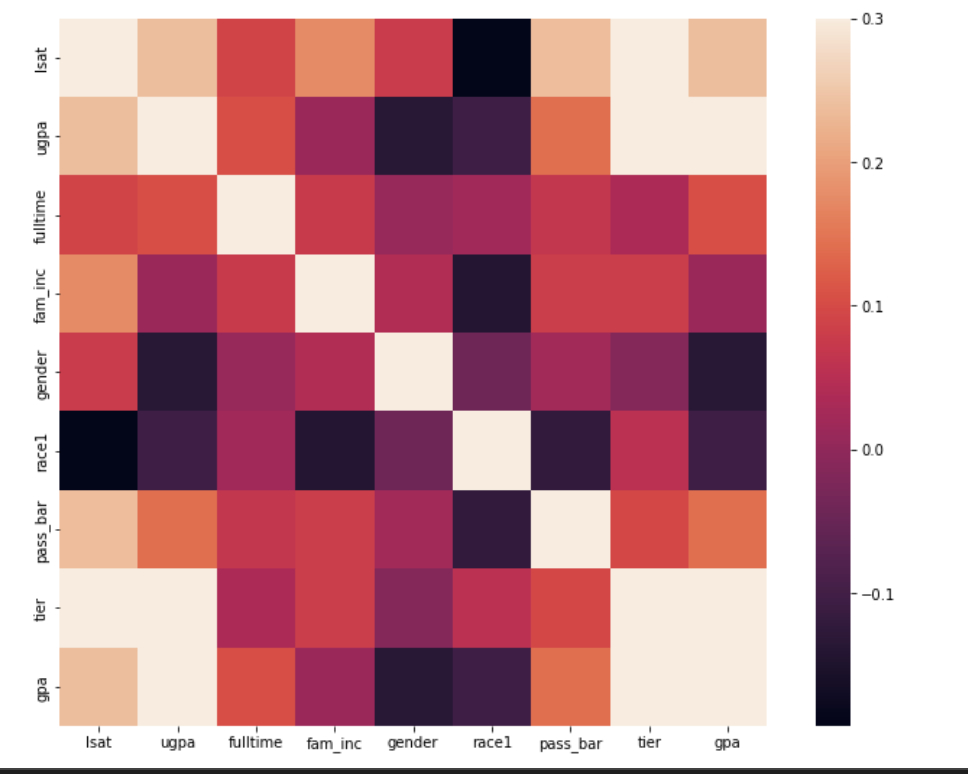 lsat
ugpa
fulltime
fam_inc
gender
race1
pass_bar
tier
gpa
lsat ugpa fulltime fam_inc gender race1 pass_bar tier gpa
0.3
0.2
0.1
0.0
−0.1